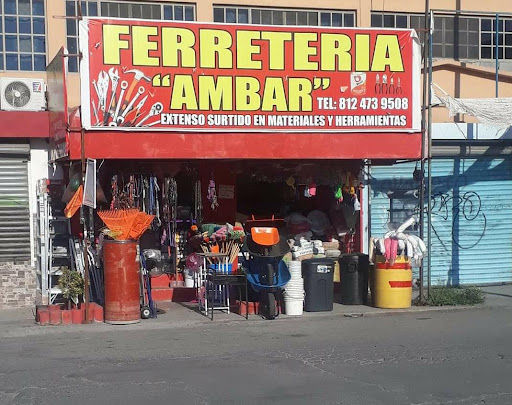 FERRETERIA
"AMBAR"
TEL: 812 473 9508
EXTENSO SURTIDO EN MATERIALES Y HERRAMIENTAS